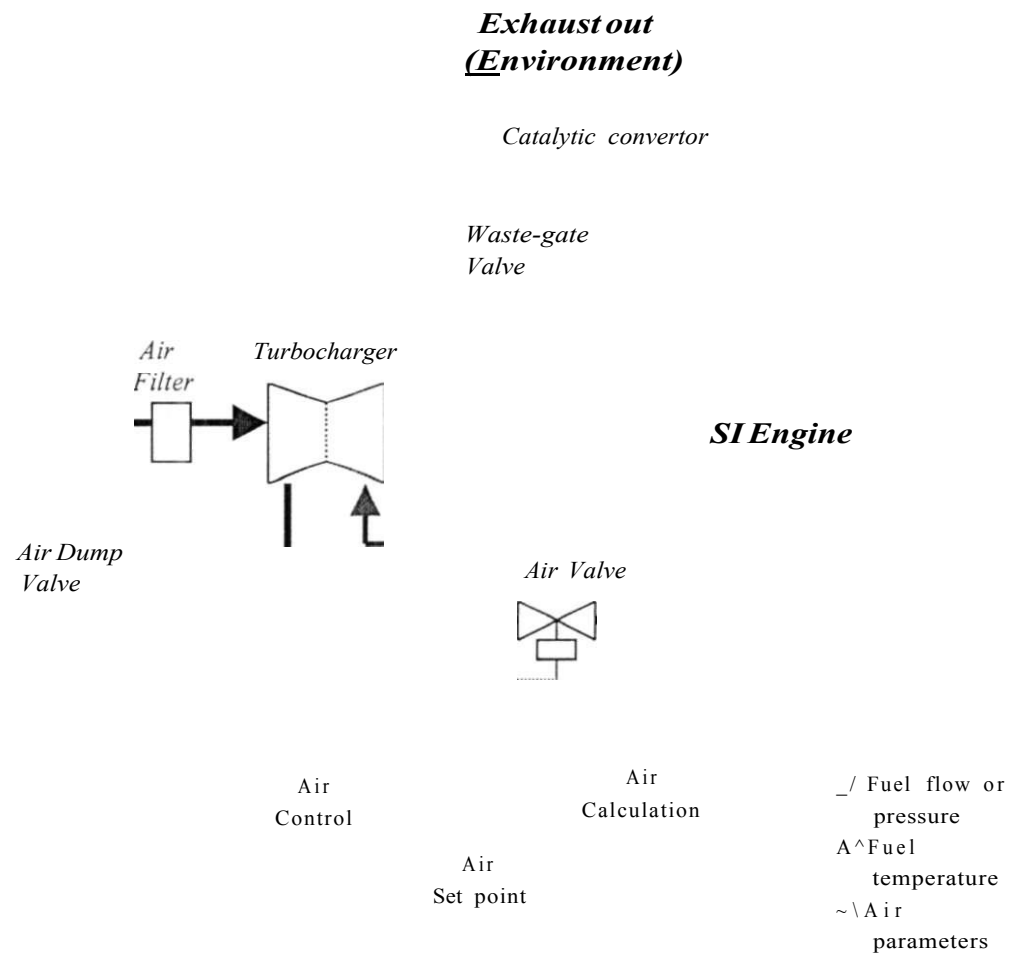 Exhaust out
(Environment)
Catalytic convertor
Waste-gate
Valve
Air
Filter
Turbocharger
SI Engine
Air Dump
Valve
Air Valve
Air
Control
Air
Calculation
Air
Set point
_/ Fuel flow or
pressure
A^Fuel
temperature
~\Air
parameters